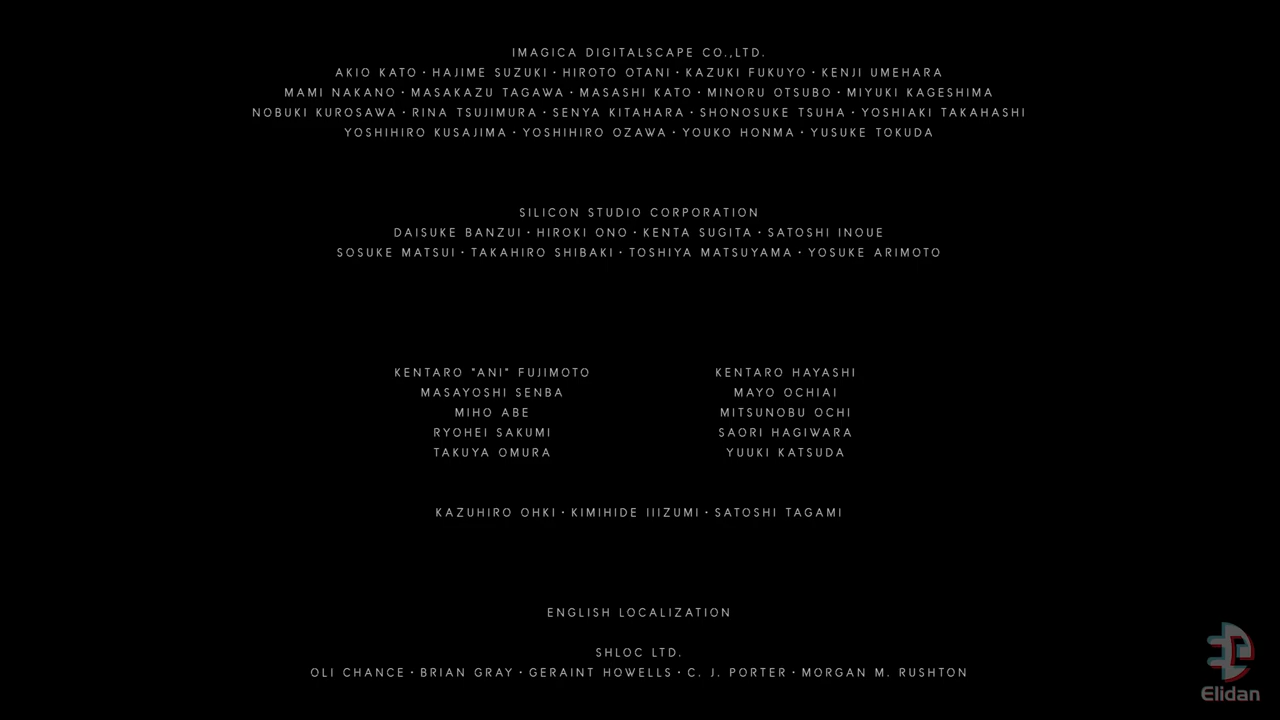 IMAGICA DIGITALSCAPE CO.,LTD.
AKIO KATO・HAJIME SUZUKI・HIROTO OTANI・KAZUKI FUKUYO・KENJI UMEHARA
MAMI NAKANO・MASAKAZU TAGAWA・MASASHI KATO・MINORU OTSUBO・MIYUKI KAGESHIMA
NOBUKI KUROSAWA・RINA TSUJIMURA・SENYA KITAHARA・SHONOSUKE TSUHA・YOSHIAKI TAKAHASHI
YOSHIHIRO KUSAJIMA・YOSHIHIRO OZAWA・YOUKO HONMA・YUSUKE TOKUDA
SILICON STUDIO CORPORATION
DAISUKE BANZUI・HIROKI ONO・KENTA SUGITA・SATOSHI INOUE
SOSUKE MATSUI・TAKAHIRO SHIBAKI・TOSHIYA MATSUYAMA・YOSUKE ARIMOTO
KENTARO "ANI" FUJIMOTO KENTARO HAYASHI
MASAYOSHI SENBA MAYO OCHIAI
MIHO ABE MITSUNOBU OCHI
RYOHEI SAKUMI SAORI HAGIWARA
TAKUYA OMURA YUUKI KATSUDA
KAZUHIRO OHKI・KIMIHIDE IIIZUMI・SATOSHI TAGAMI
ENGLISH LOCALIZATION
SHLOC LTD.
OLI CHANCE・BRIAN GRAY・GERAINT HOWELLS・C. J. PORTER・MORGAN M. RUSHTON
Elidan